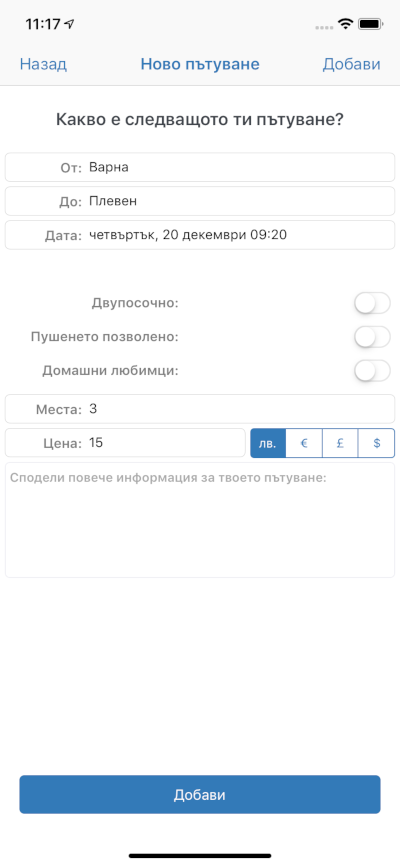 11:17
Назад Ново пътуване Добави
Какво е следващото ти пътуване?
От: Варна
До: Плевен
Дата: четвъртък, 20 декември 09:20
Двупосочно:
Пушенето позволено:
Домашни любимци:
Места: 3
Цена: 15 лв. € £ $
Сподели повече информация за твоето пътуване:
Добави